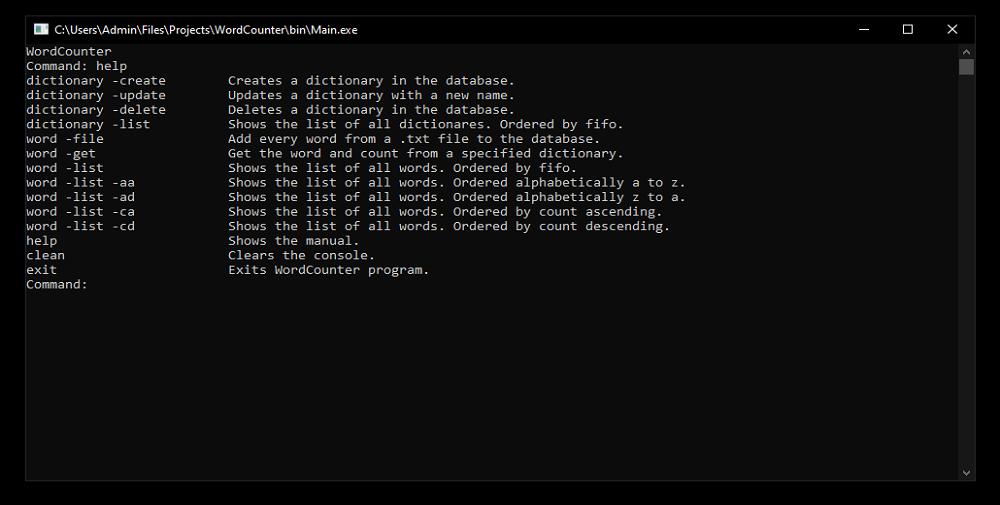 C:\Users\Admin\Files\Projects\WordCounter\bin\Main.exe
WordCounter
Command: help
dictionary -create        Creates a dictionary in the database.
dictionary -update        Updates a dictionary with a new name.
dictionary -delete        Deletes a dictionary in the database.
dictionary -list          Shows the list of all dictionares. Ordered by fifo.
word -file                Add every word from a .txt file to the database.
word -get                 Get the word and count from a specified dictionary.
word -list                Shows the list of all words. Ordered by fifo.
word -list -aa            Shows the list of all words. Ordered alphabetically a to z.
word -list -ad            Shows the list of all words. Ordered alphabetically z to a.
word -list -ca            Shows the list of all words. Ordered by count ascending.
word -list -cd            Shows the list of all words. Ordered by count descending.
help                      Shows the manual.
clean                     Clears the console.
exit                      Exits WordCounter program.
Command: